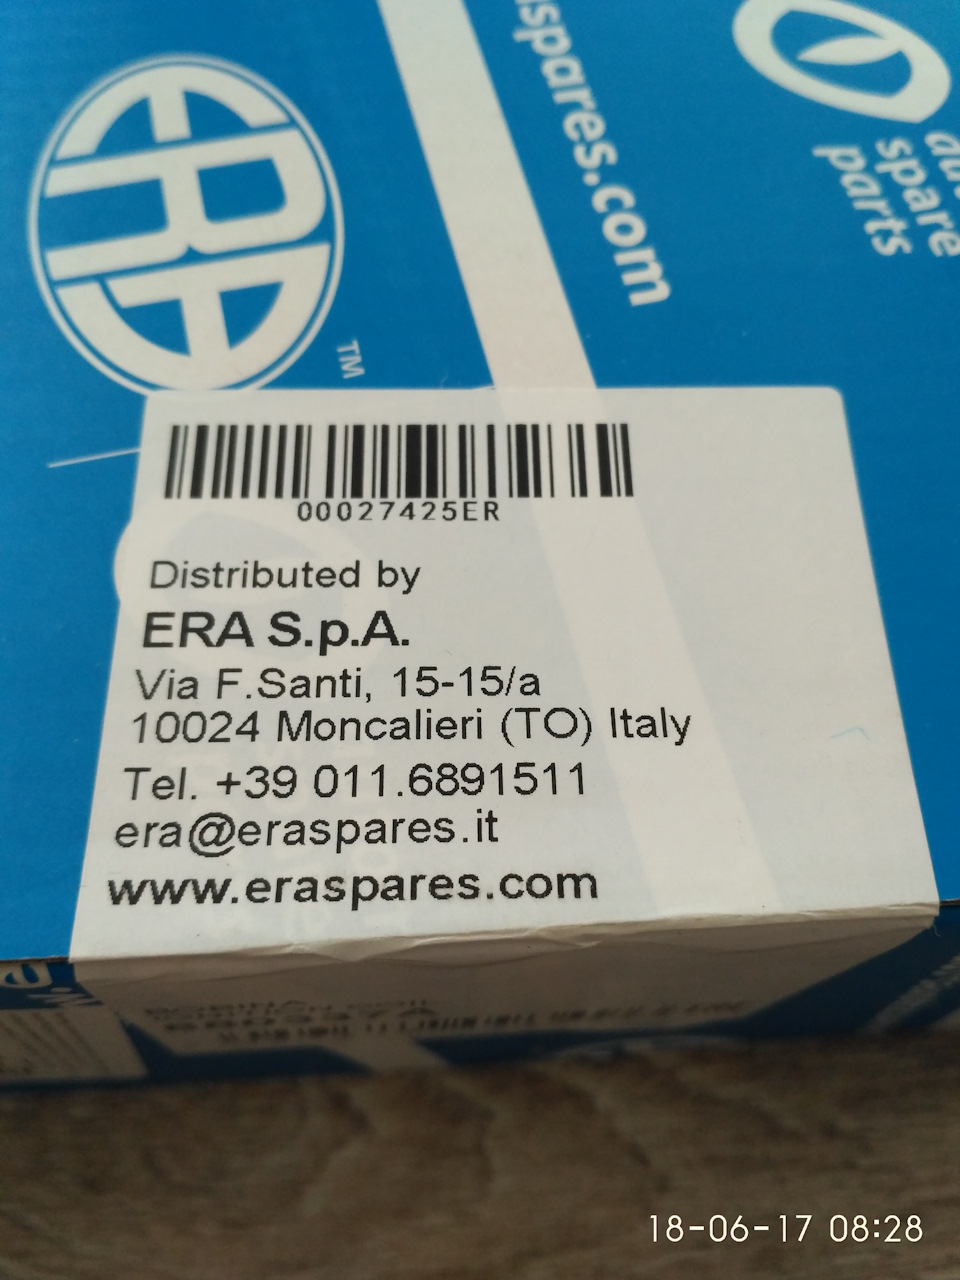 ERA
TM
spares.com
spare
parts
00027425ER
Distributed by
ERA S.p.A.
Via F.Santi, 15-15/a
10024 Moncalieri (TO) Italy
Tel. +39 011.6891511
era@eraspares.it
www.eraspares.com
18-06-17 08:28